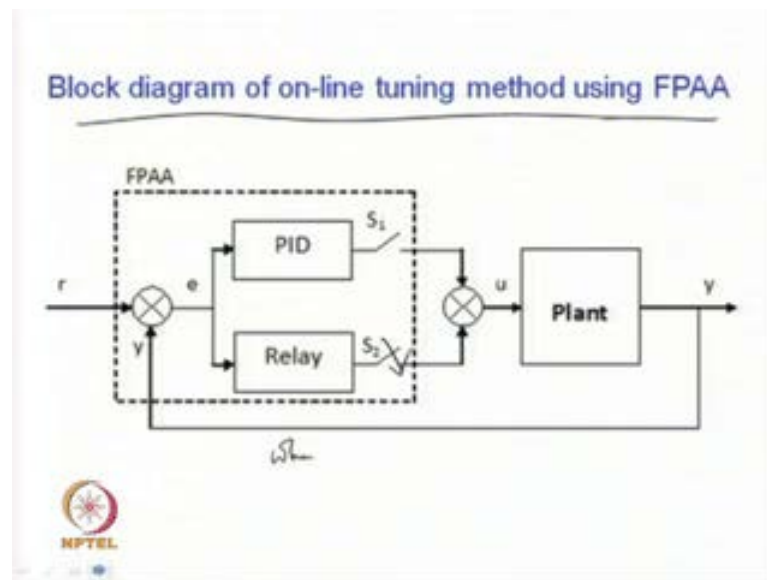 Block diagram of on-line tuning method using FPAA
FPAA
r
e
PID
S₁
u
Plant
y
y
Relay
S₂
NPTEL